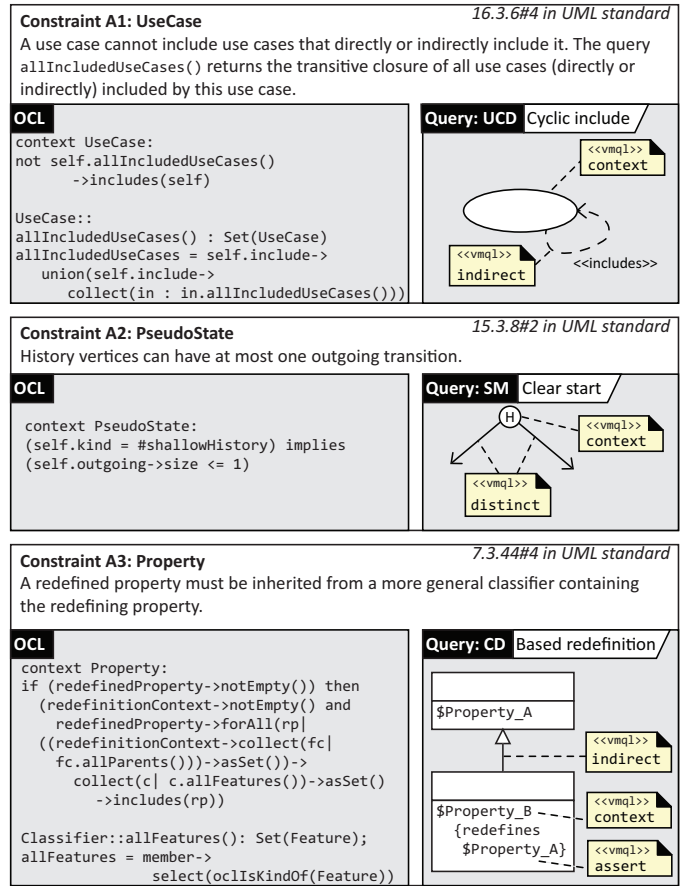 Constraint A1: UseCase
16.3.6#4 in UML standard
A use case cannot include use cases that directly or indirectly include it. The query
allIncludedUseCases() returns the transitive closure of all use cases (directly or
indirectly) included by this use case.
OCL
context UseCase:
not self.allIncludedUseCases()
->includes(self)
UseCase::
allIncludedUseCases() : Set(UseCase)
allIncludedUseCases = self.include->
union(self.include->
collect(in : in.allIncludedUseCases()))
Query: UCD Cyclic include
<<vmql>>
context
<<vmql>>
indirect
<<includes>>
Constraint A2: PseudoState
15.3.8#2 in UML standard
History vertices can have at most one outgoing transition.
OCL
context PseudoState:
(self.kind = #shallowHistory) implies
(self.outgoing->size <= 1)
Query: SM Clear start
H
<<vmql>>
context
<<vmql>>
distinct
Constraint A3: Property
7.3.44#4 in UML standard
A redefined property must be inherited from a more general classifier containing
the redefining property.
OCL
context Property:
if (redefinedProperty->notEmpty()) then
(redefinitionContext->notEmpty() and
redefinedProperty->forAll(rp|
((redefinitionContext->collect(fc|
fc.allParents()))->asSet())->
collect(c| c.allFeatures())->asSet()
->includes(rp))
Classifier::allFeatures(): Set(Feature);
allFeatures = member->
select(oclIsKindOf(Feature))
Query: CD Based redefinition
$Property_A
<<vmql>>
indirect
$Property_B
{redefines
$Property_A}
<<vmql>>
context
<<vmql>>
assert